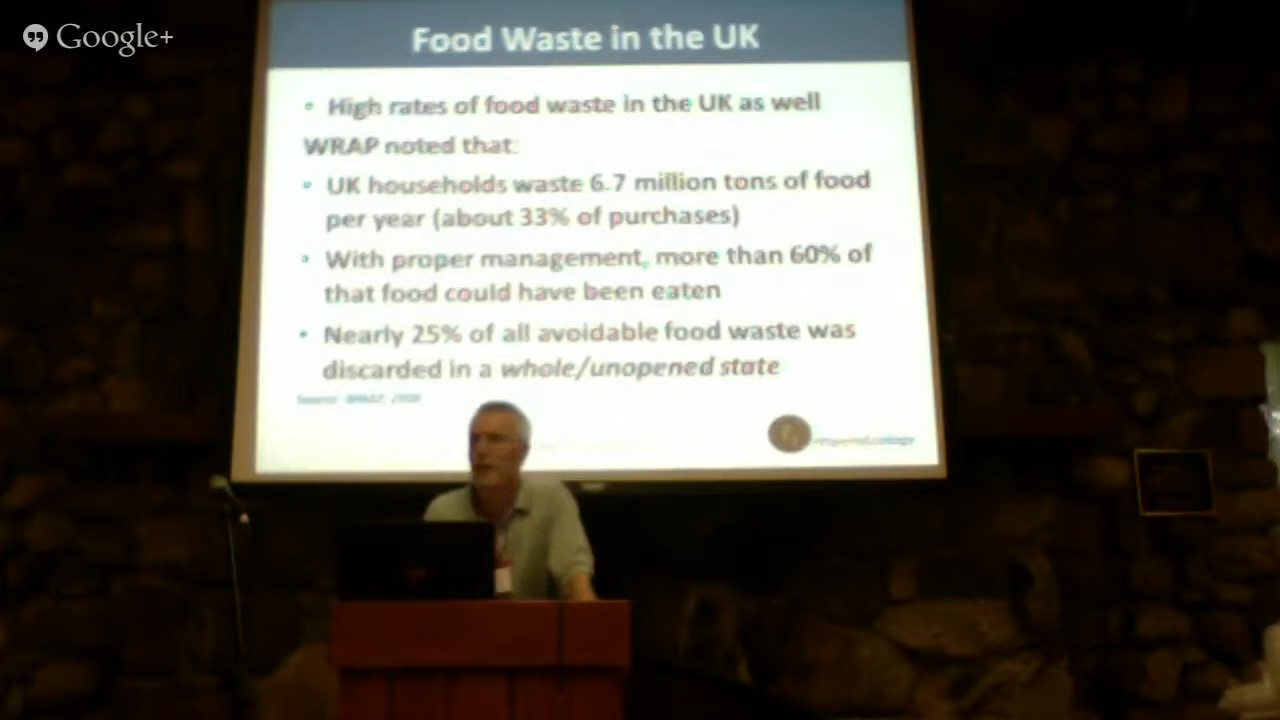 Google+
Food Waste in the UK
• High rates of food waste in the UK as well
WRAP noted that:
• UK households waste 6.7 million tons of food
per year (about 33% of purchases)
• With proper management, more than 60% of
that food could have been eaten
• Nearly 25% of all avoidable food waste was
discarded in a whole/unopened state
Source: WRAP,